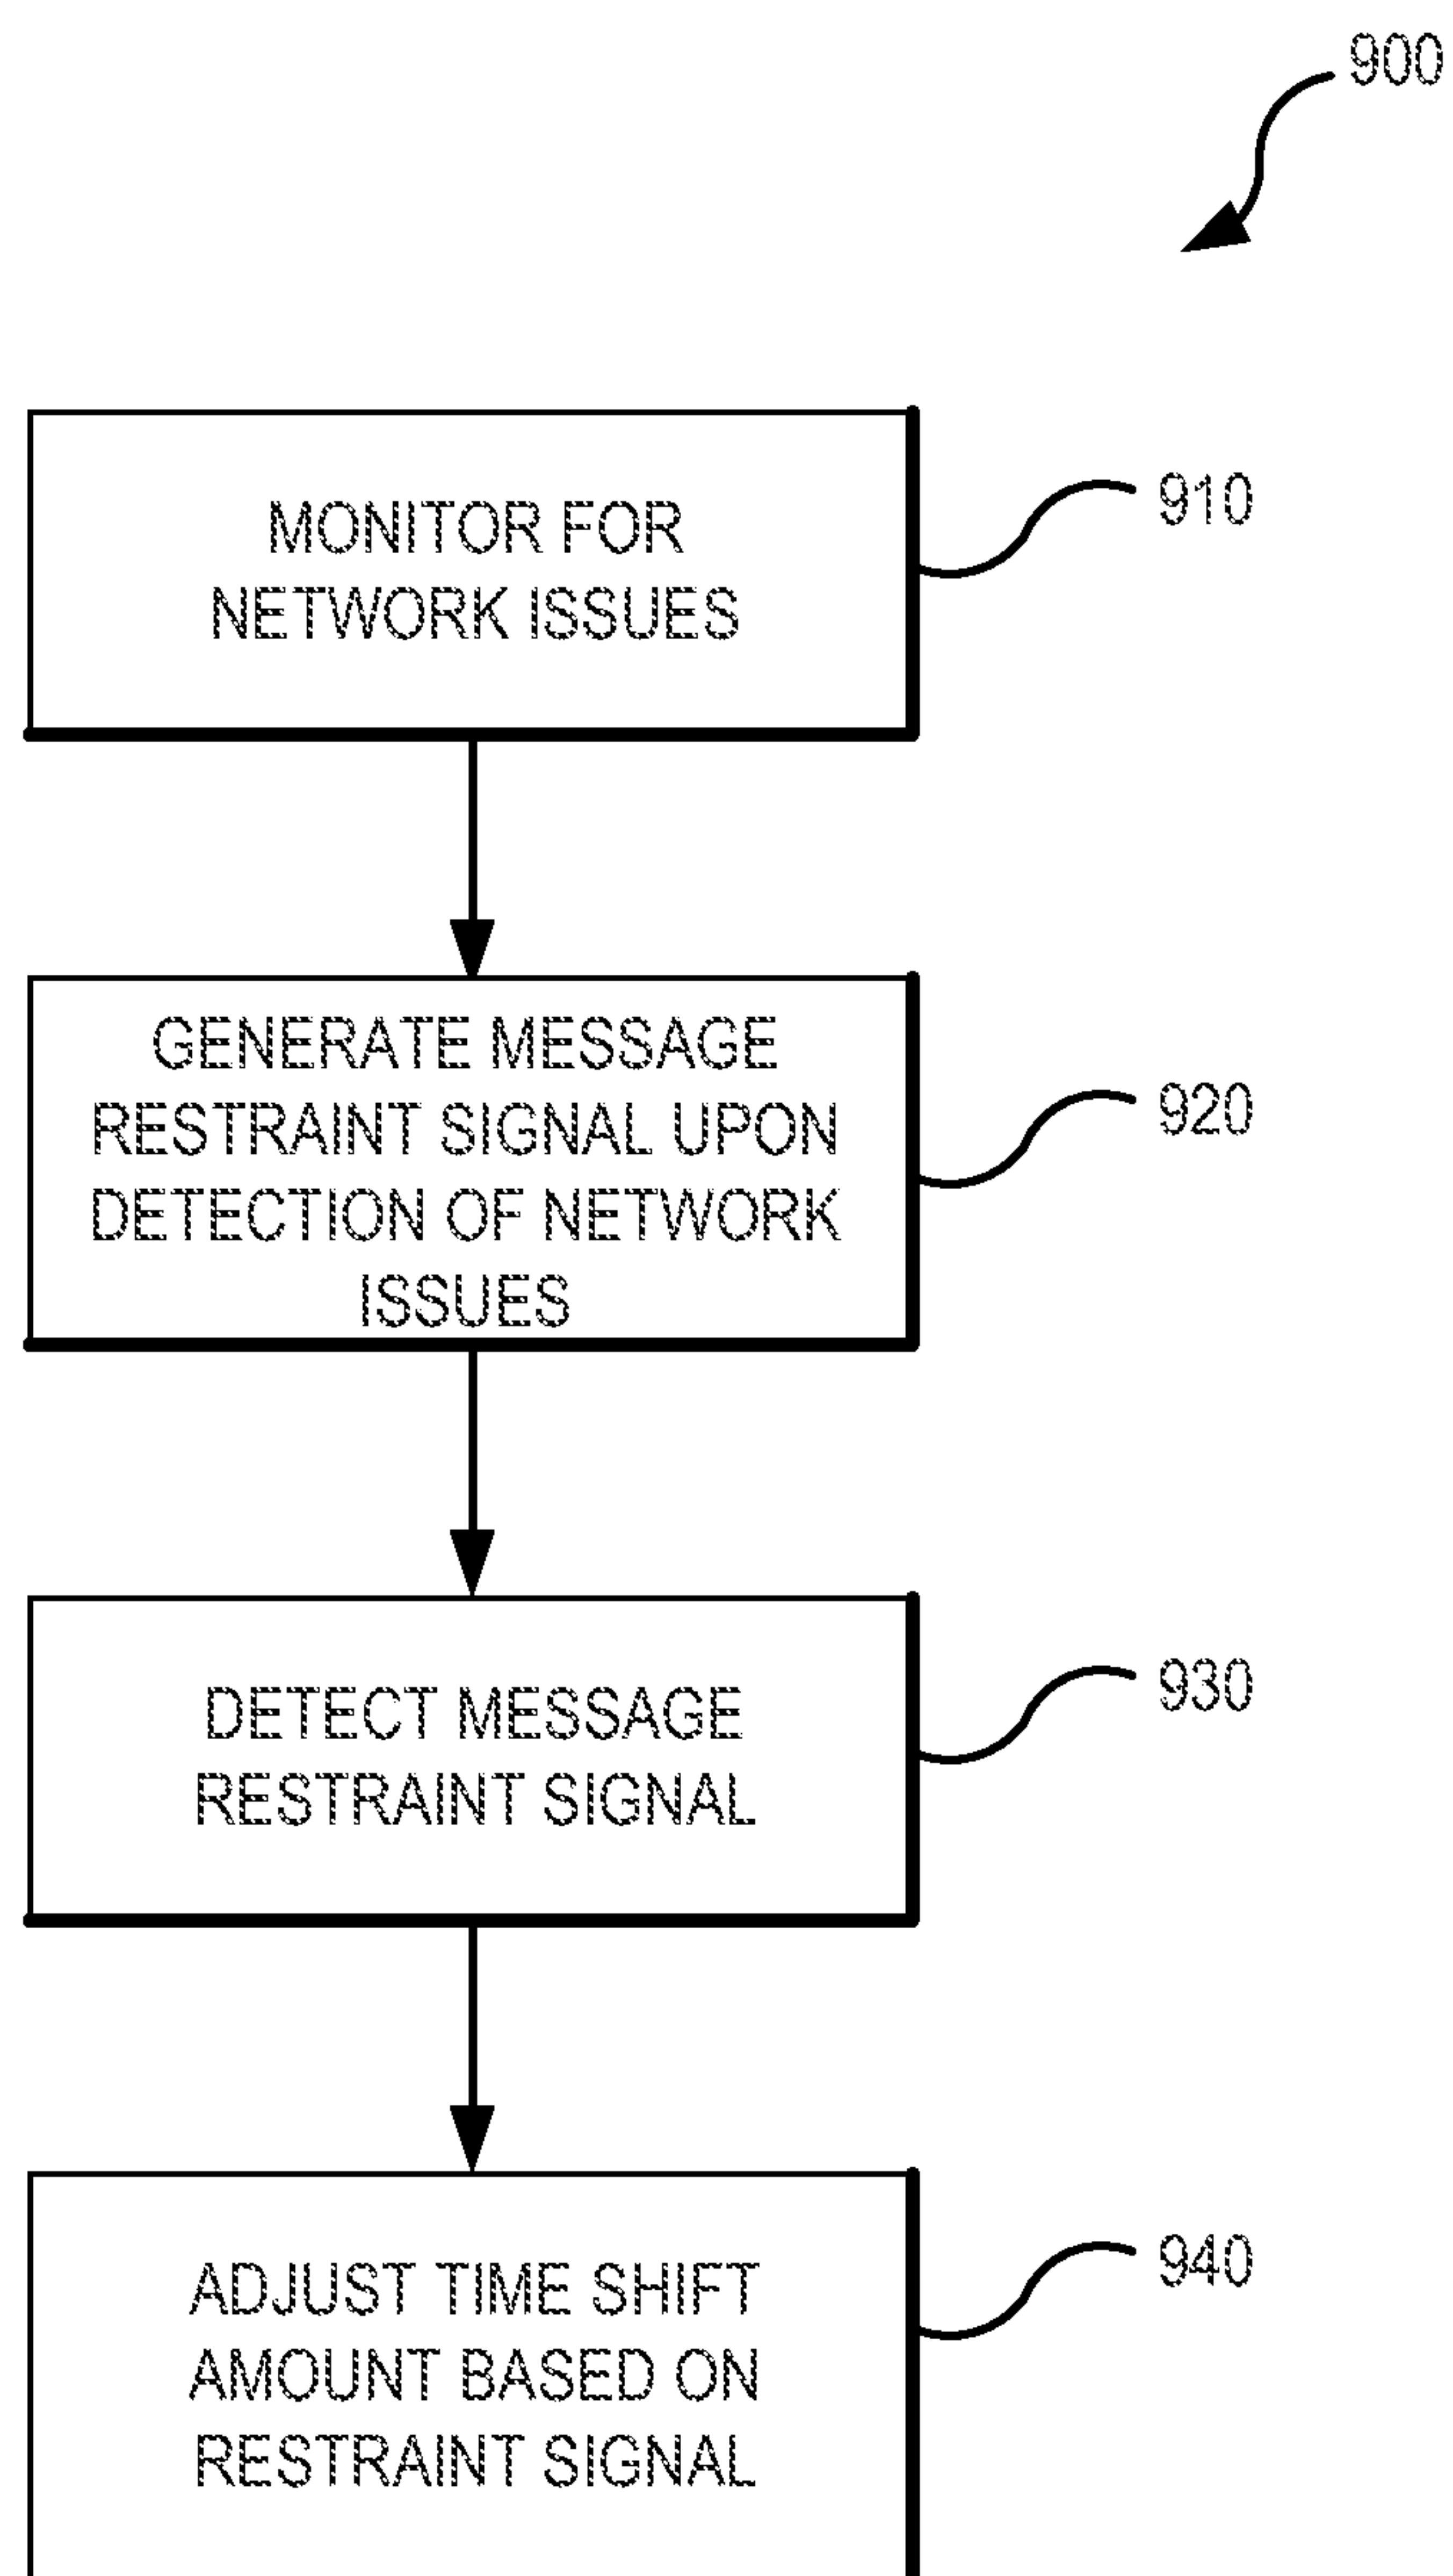 900
MONITOR FOR
NETWORK ISSUES
910
GENERATE MESSAGE
RESTRAINT SIGNAL UPON
DETECTION OF NETWORK
ISSUES
920
DETECT MESSAGE
RESTRAINT SIGNAL
930
ADJUST TIME SHIFT
AMOUNT BASED ON
RESTRAINT SIGNAL
940